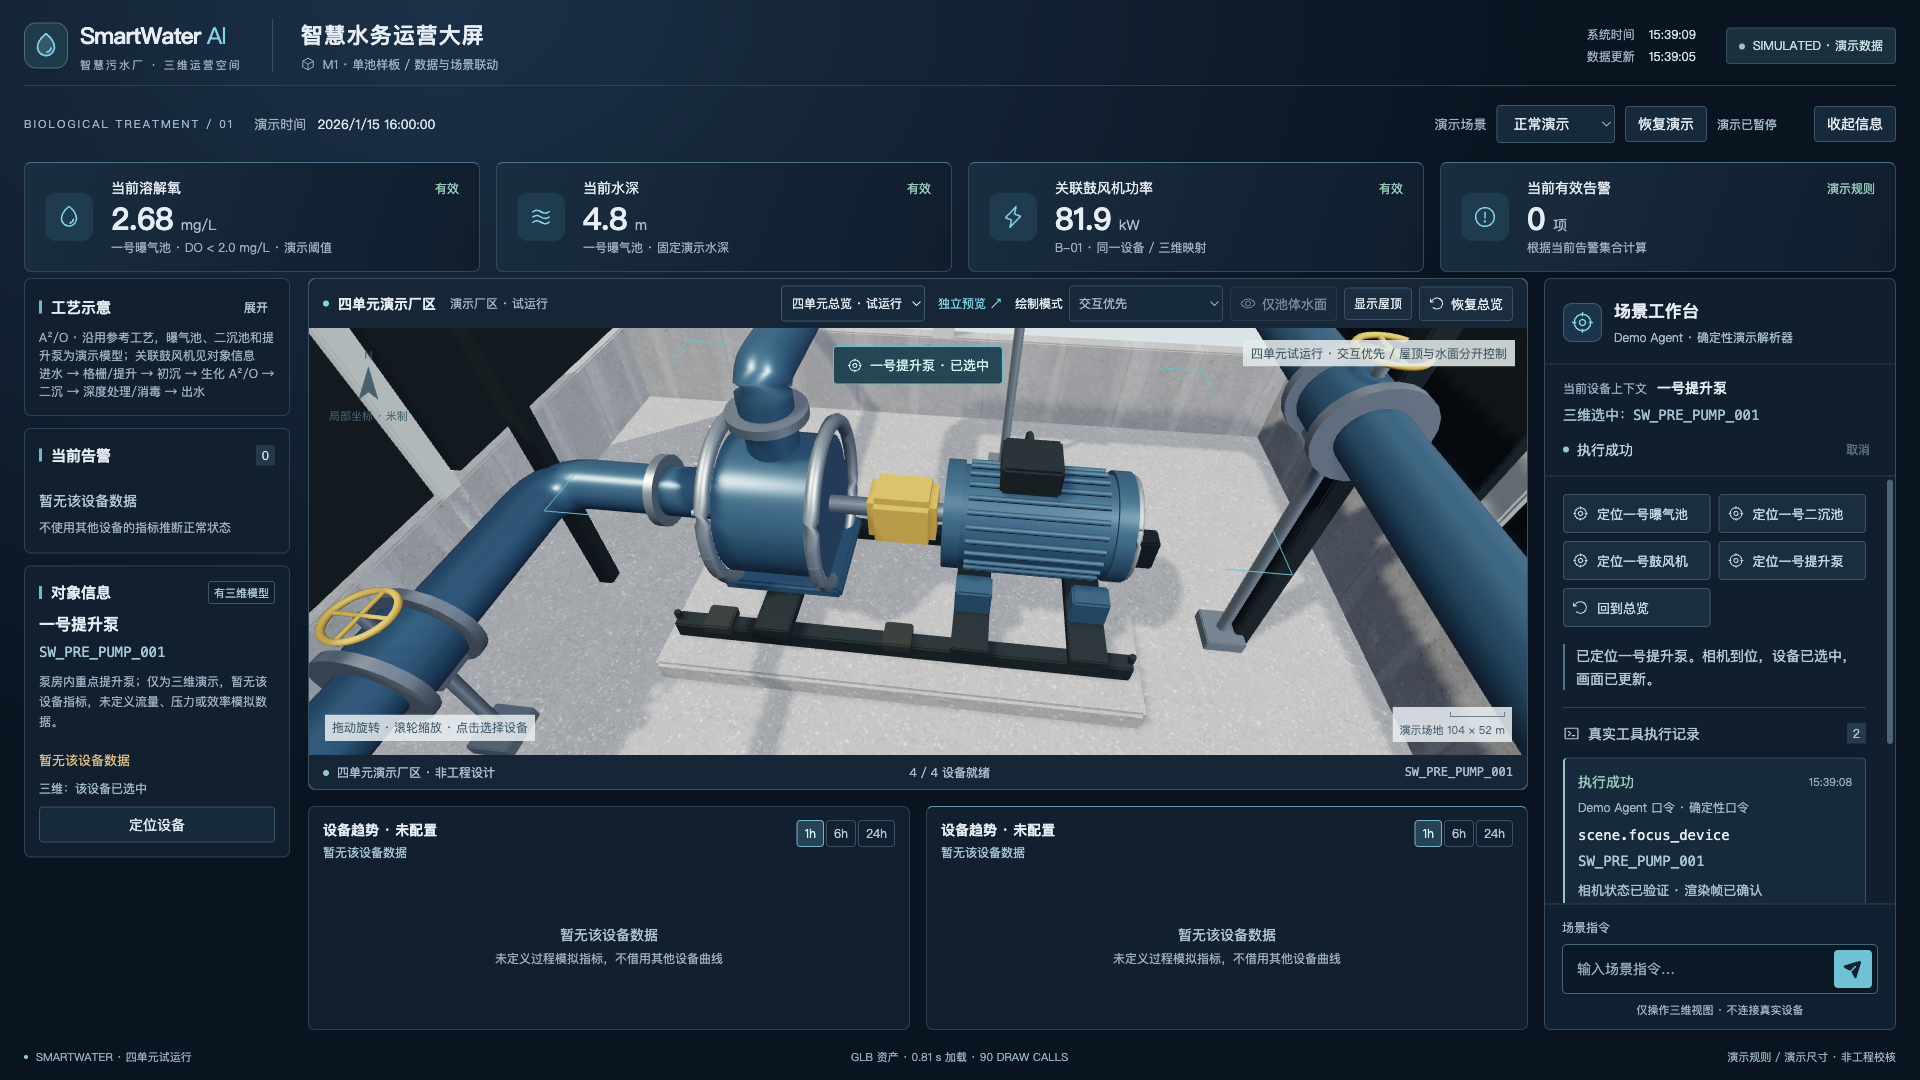 SmartWater AI
智慧污水厂 · 三维运营空间
智慧水务运营大屏
M1 · 单池样板 / 数据与场景联动
系统时间 15:39:09
数据更新 15:39:05
SIMULATED · 演示数据
BIOLOGICAL TREATMENT / 01
演示时间 2026/1/15 16:00:00
演示场景
正常演示
恢复演示
演示已暂停
收起信息
当前溶解氧
有效
2.68 mg/L
一号曝气池 · DO < 2.0 mg/L · 演示阈值
当前水深
有效
4.8 m
一号曝气池 · 固定演示水深
关联鼓风机功率
有效
81.9 kW
B-01 · 同一设备 / 三维映射
当前有效告警
演示规则
0 项
根据当前告警集合计算
工艺示意
展开
A²/O · 沿用参考工艺，曝气池、二沉池和提
升泵为演示模型；关联鼓风机见对象信息
进水 → 格栅/提升 → 初沉 → 生化 A²/O →
二沉 → 深度处理/消毒 → 出水
当前告警
0
暂无该设备数据
不使用其他设备的指标推断正常状态
对象信息
有三维模型
一号提升泵
SW_PRE_PUMP_001
泵房内重点提升泵；仅为三维演示，暂无该
设备指标，未定义流量、压力或效率模拟数
据。
暂无该设备数据
三维：该设备已选中
定位设备
四单元演示厂区
演示厂区 · 试运行
四单元总览 · 试运行
独立预览 ↗
绘制模式
交互优先
仅池体水面
显示屋顶
恢复总览
N
局部坐标 · 米制
一号提升泵 · 已选中
四单元试运行 · 交互优先 / 屋顶与水面分开控制
拖动旋转 · 滚轮缩放 · 点击选择设备
演示场地 104 × 52 m
四单元演示厂区 · 非工程设计
4 / 4 设备就绪
SW_PRE_PUMP_001
设备趋势 · 未配置
暂无该设备数据
1h
6h
24h
暂无该设备数据
未定义过程模拟指标，不借用其他设备曲线
设备趋势 · 未配置
暂无该设备数据
1h
6h
24h
暂无该设备数据
未定义过程模拟指标，不借用其他设备曲线
场景工作台
Demo Agent · 确定性演示解析器
当前设备上下文 一号提升泵
三维选中：SW_PRE_PUMP_001
执行成功
取消
定位一号曝气池
定位一号二沉池
定位一号鼓风机
定位一号提升泵
回到总览
已定位一号提升泵。相机到位，设备已选中，
画面已更新。
真实工具执行记录
2
执行成功
15:39:08
Demo Agent 口令 · 确定性口令
scene.focus_device
SW_PRE_PUMP_001
相机状态已验证 · 渲染帧已确认
场景指令
输入场景指令...
仅操作三维视图 · 不连接真实设备
SMARTWATER · 四单元试运行
GLB 资产 · 0.81 s 加载 · 90 DRAW CALLS
演示规则 / 演示尺寸 · 非工程校核